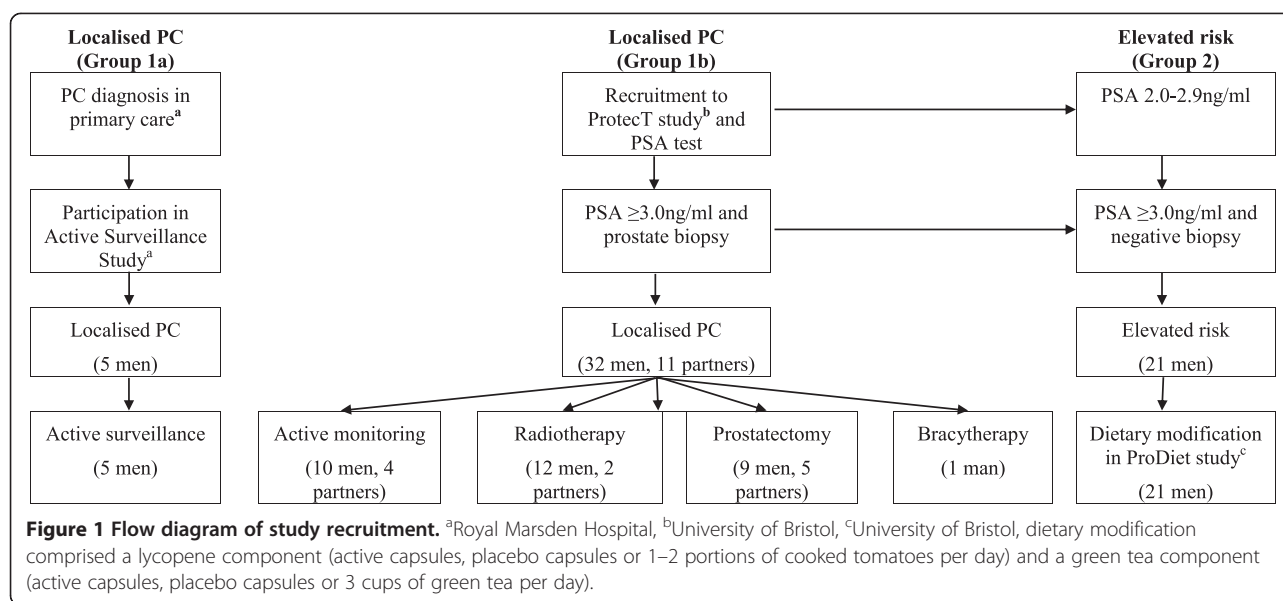 Localised PC
(Group 1a)
Localised PC
(Group 1b)
Elevated risk
(Group 2)
PC diagnosis in
primary careᵃ
Recruitment to
ProtecT studyᵇ and
PSA test
PSA 2.0-2.9ng/ml
Participation in
Active Surveillance
Studyᵃ
PSA ≥3.0ng/ml and
prostate biopsy
PSA ≥3.0ng/ml and
negative biopsy
Localised PC
(5 men)
Localised PC
(32 men, 11 partners)
Elevated risk
(21 men)
Active surveillance
(5 men)
Active monitoring
(10 men, 4
partners)
Radiotherapy
(12 men, 2
partners)
Prostatectomy
(9 men, 5
partners)
Bracytherapy
(1 man)
Dietary modification
in ProDiet studyᶜ
(21 men)
Figure 1 Flow diagram of study recruitment. ᵃRoyal Marsden Hospital, ᵇUniversity of Bristol, ᶜUniversity of Bristol, dietary modification
comprised a lycopene component (active capsules, placebo capsules or 1–2 portions of cooked tomatoes per day) and a green tea component
(active capsules, placebo capsules or 3 cups of green tea per day).